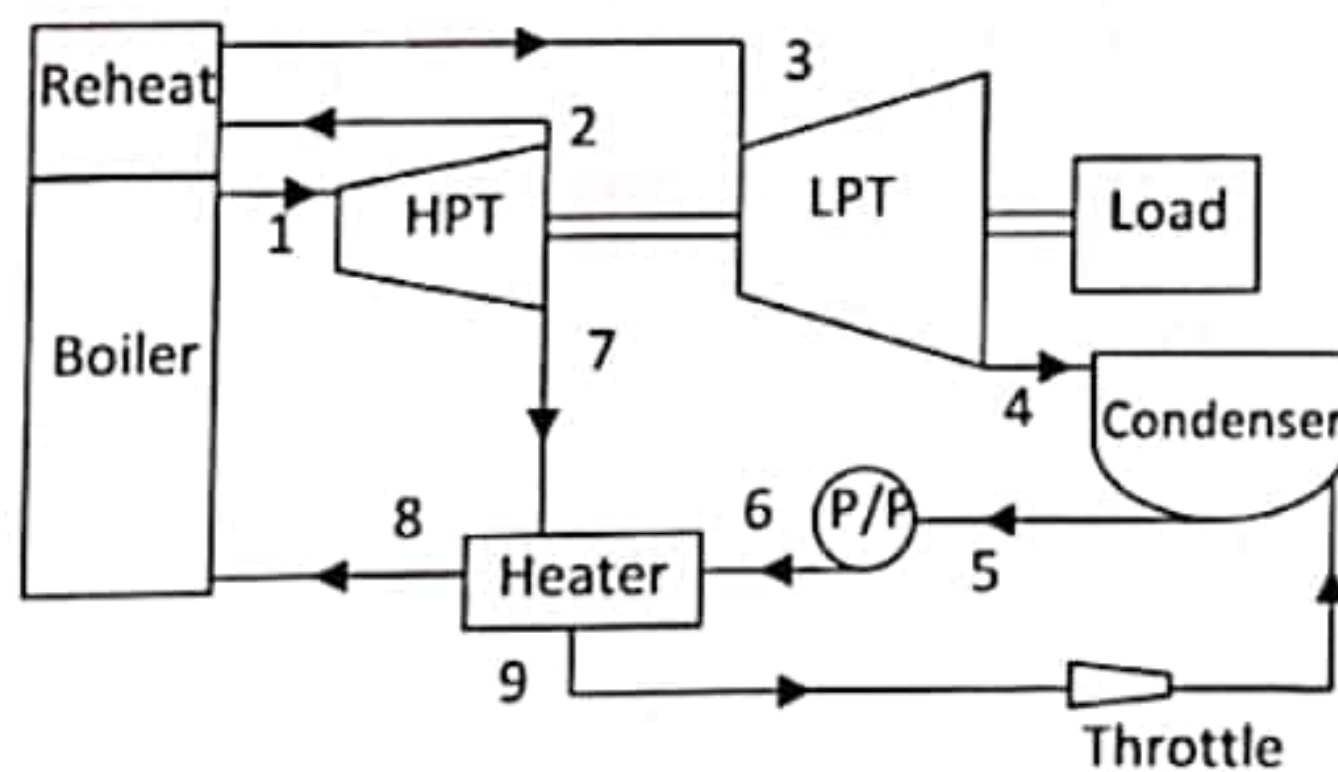 Reheat
3
2
HPT
LPT
Load
1
Boiler
7
4
Condenser
8
6
P/P
5
Heater
9
Throttle